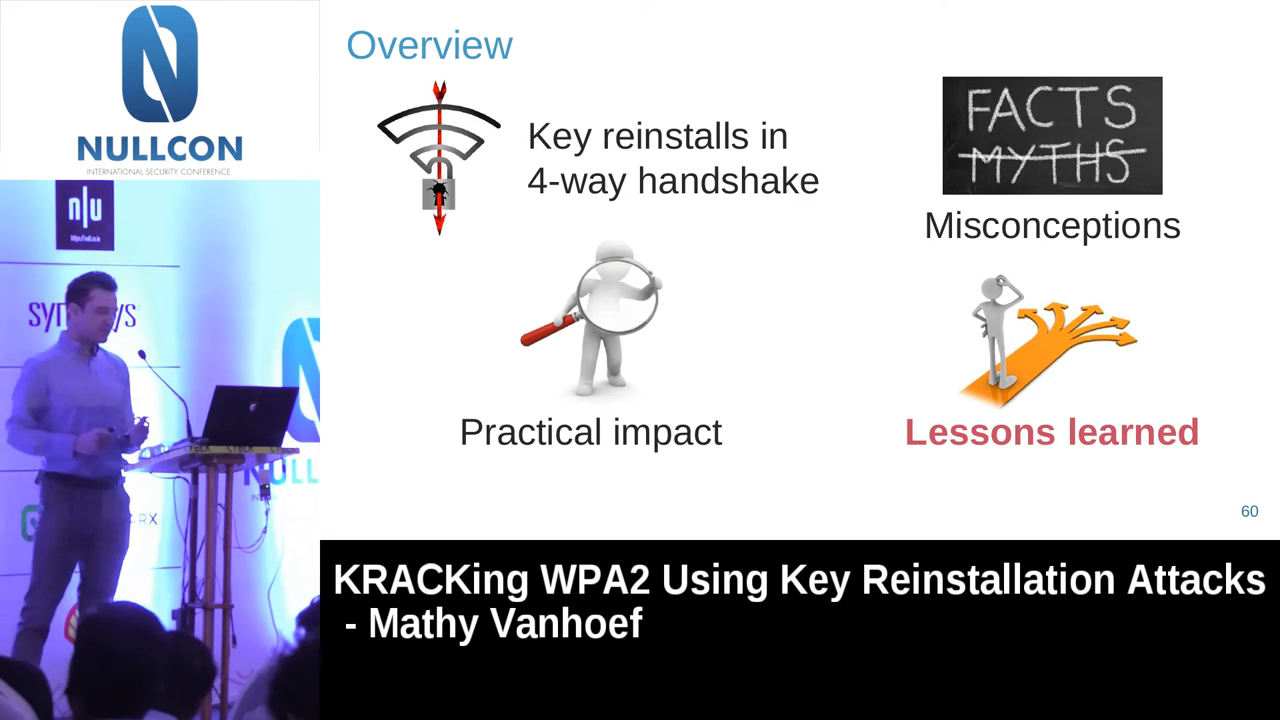 NULLCON
INTERNATIONAL SECURITY CONFERENCE
n|u
Overview
Key reinstalls in
4-way handshake
FACTS
MYTHS
Misconceptions
Practical impact
Lessons learned
60
KRACKing WPA2 Using Key Reinstallation Attacks
- Mathy Vanhoef